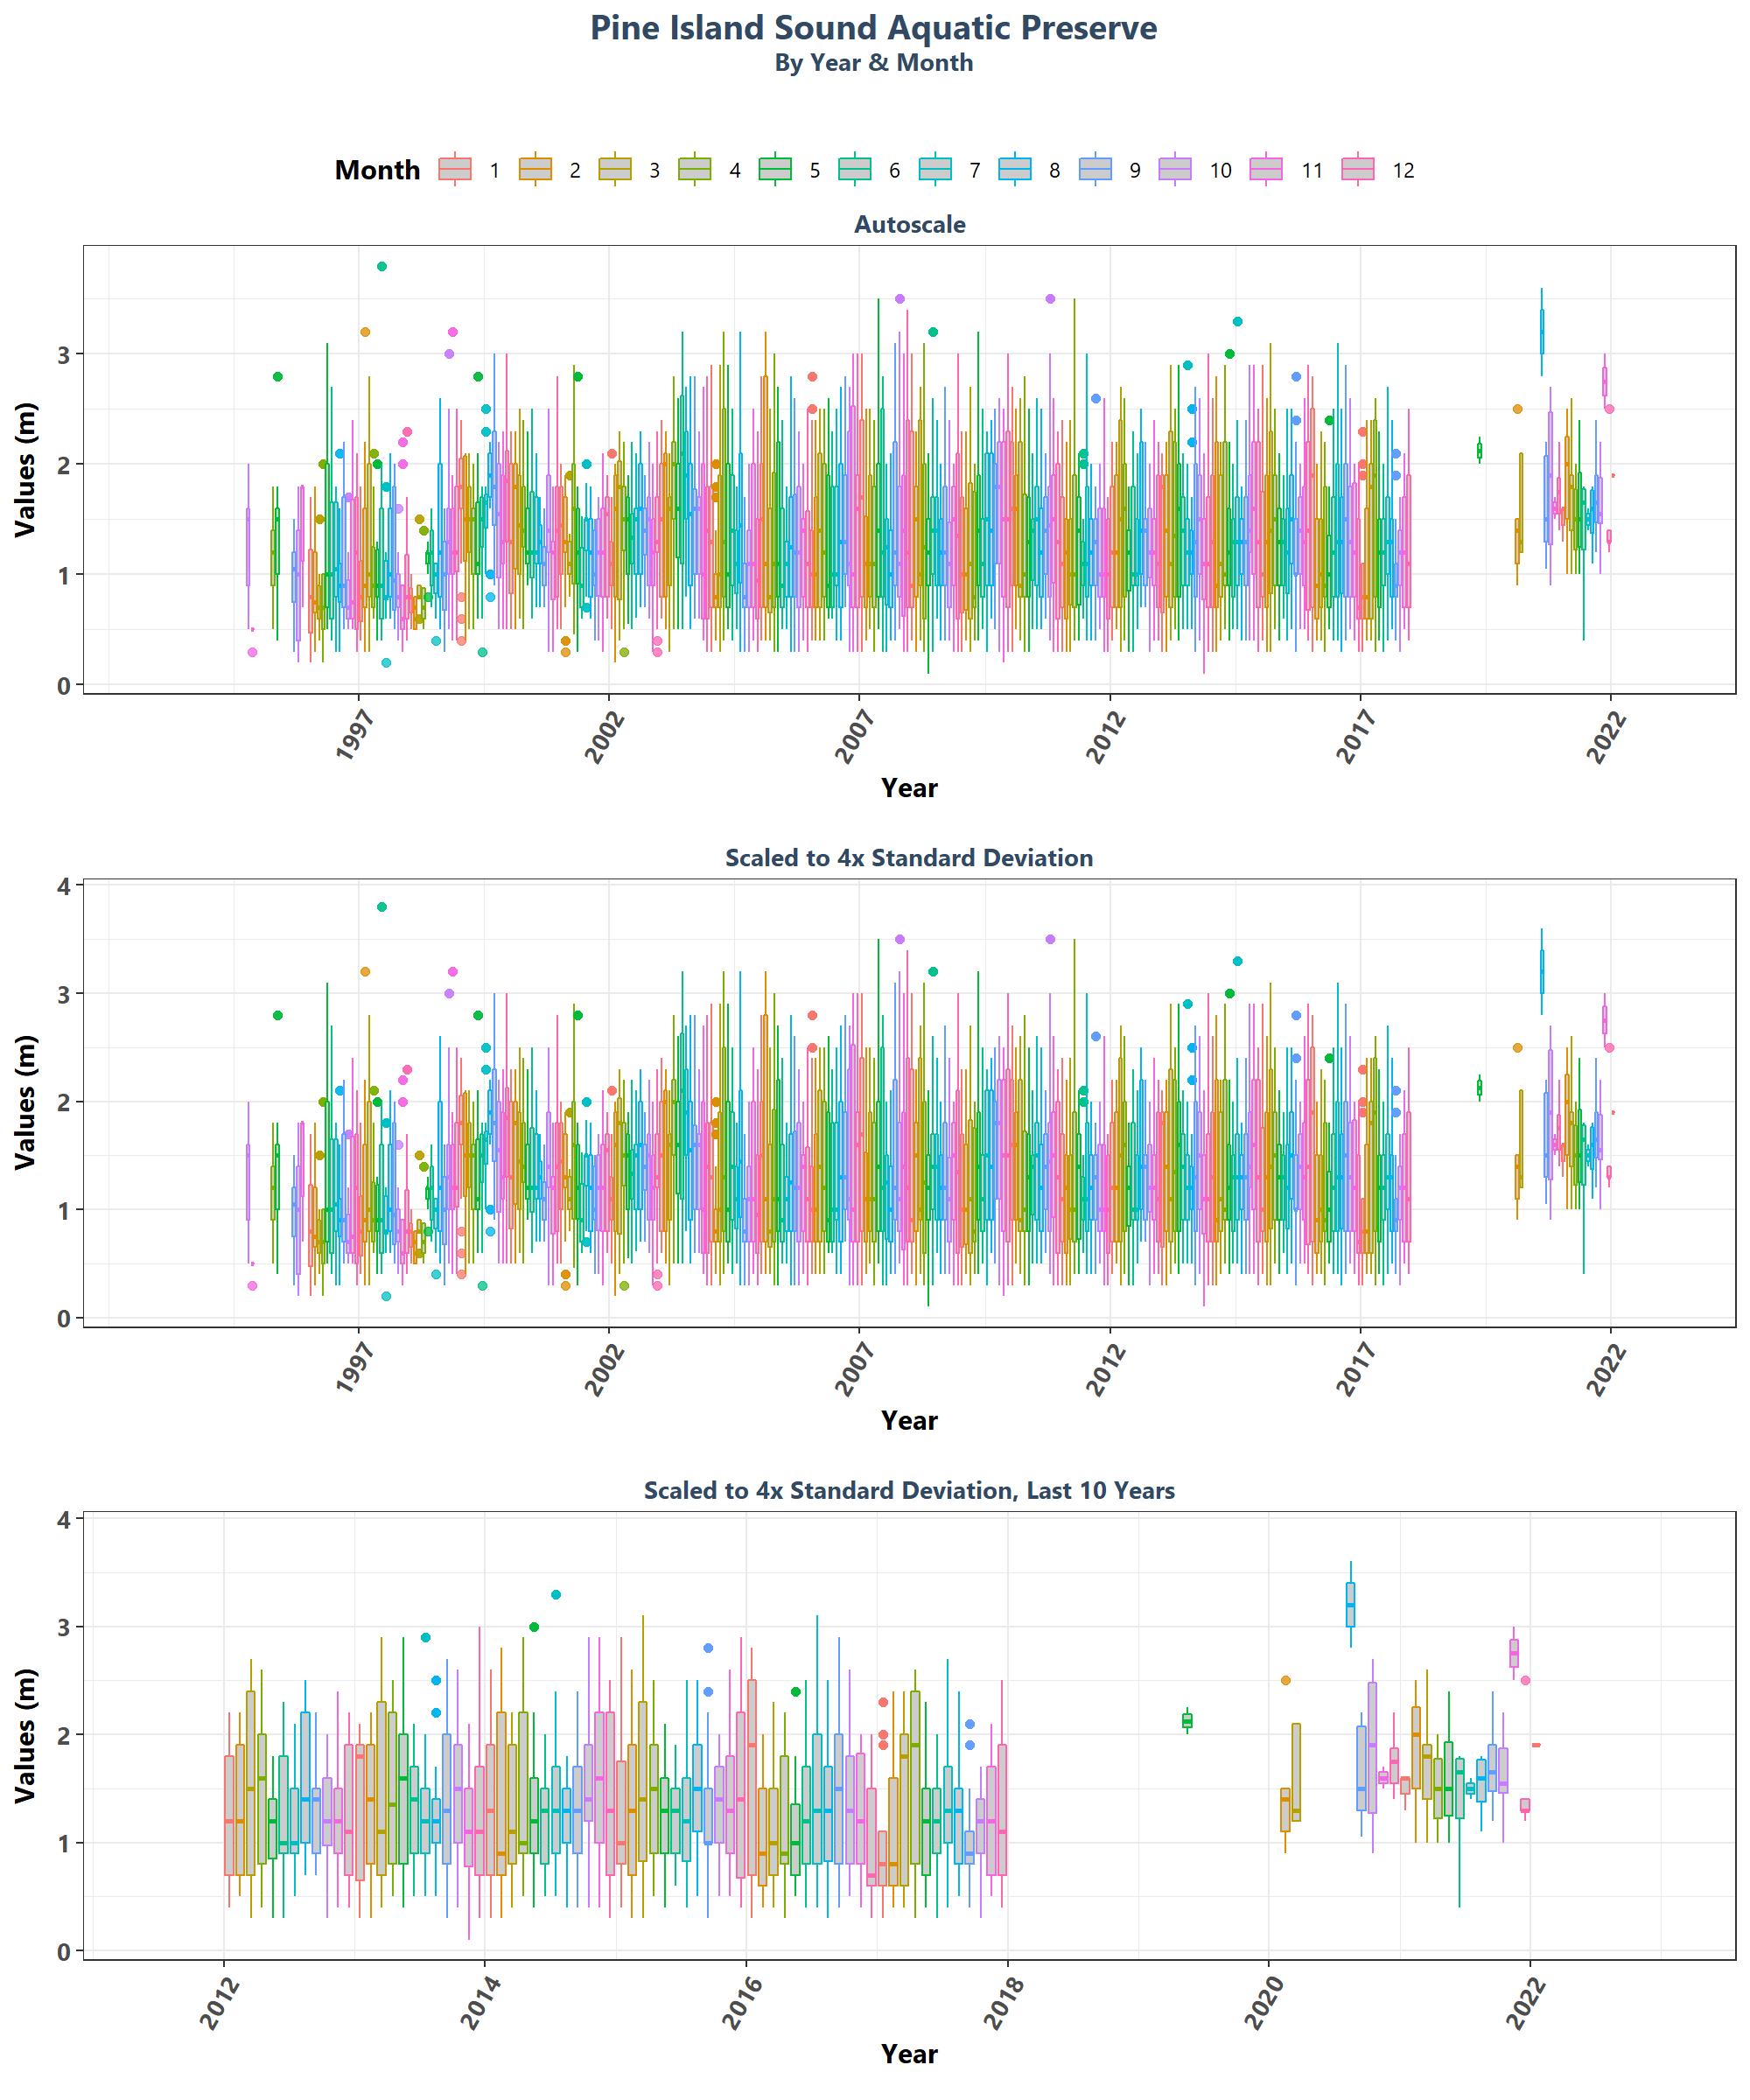 Pine Island Sound Aquatic Preserve
By Year & Month
Month 1 2 3 4 5 6 7 8 9 10 11 12
Autoscale
Values (m)
3
2
1
0
1997 2002 2007 2012 2017 2022
Year
Scaled to 4x Standard Deviation
Values (m)
4
3
2
1
0
1997 2002 2007 2012 2017 2022
Year
Scaled to 4x Standard Deviation, Last 10 Years
Values (m)
4
3
2
1
0
2012 2014 2016 2018 2020 2022
Year